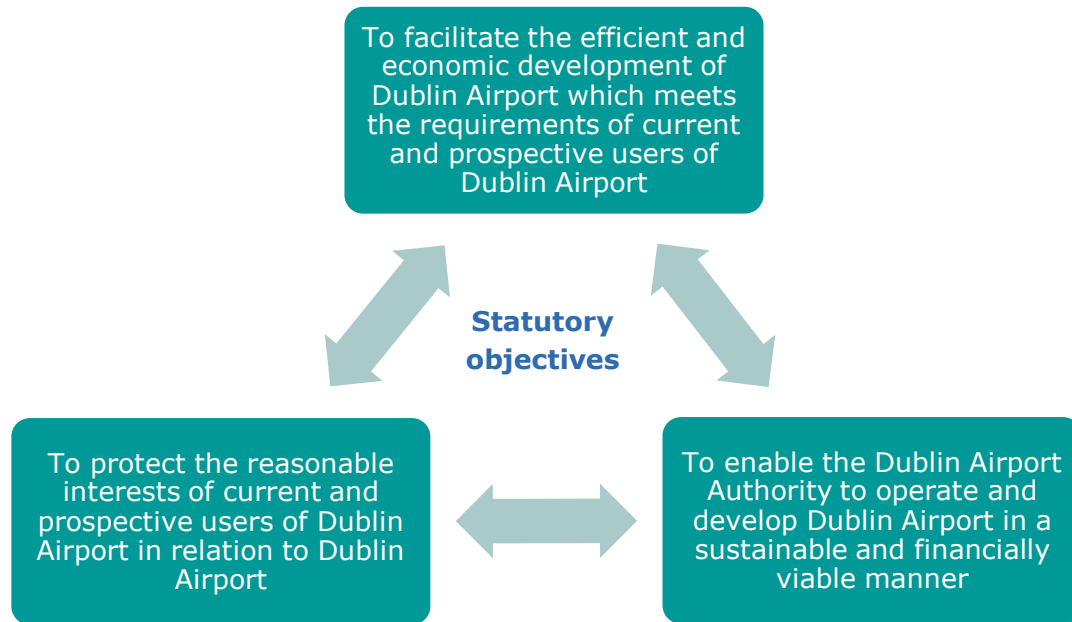 To facilitate the efficient and
economic development of
Dublin Airport which meets
the requirements of current
and prospective users of
Dublin Airport
Statutory
objectives
To protect the reasonable
interests of current and
prospective users of Dublin
Airport in relation to Dublin
Airport
To enable the Dublin Airport
Authority to operate and
develop Dublin Airport in a
sustainable and financially
viable manner